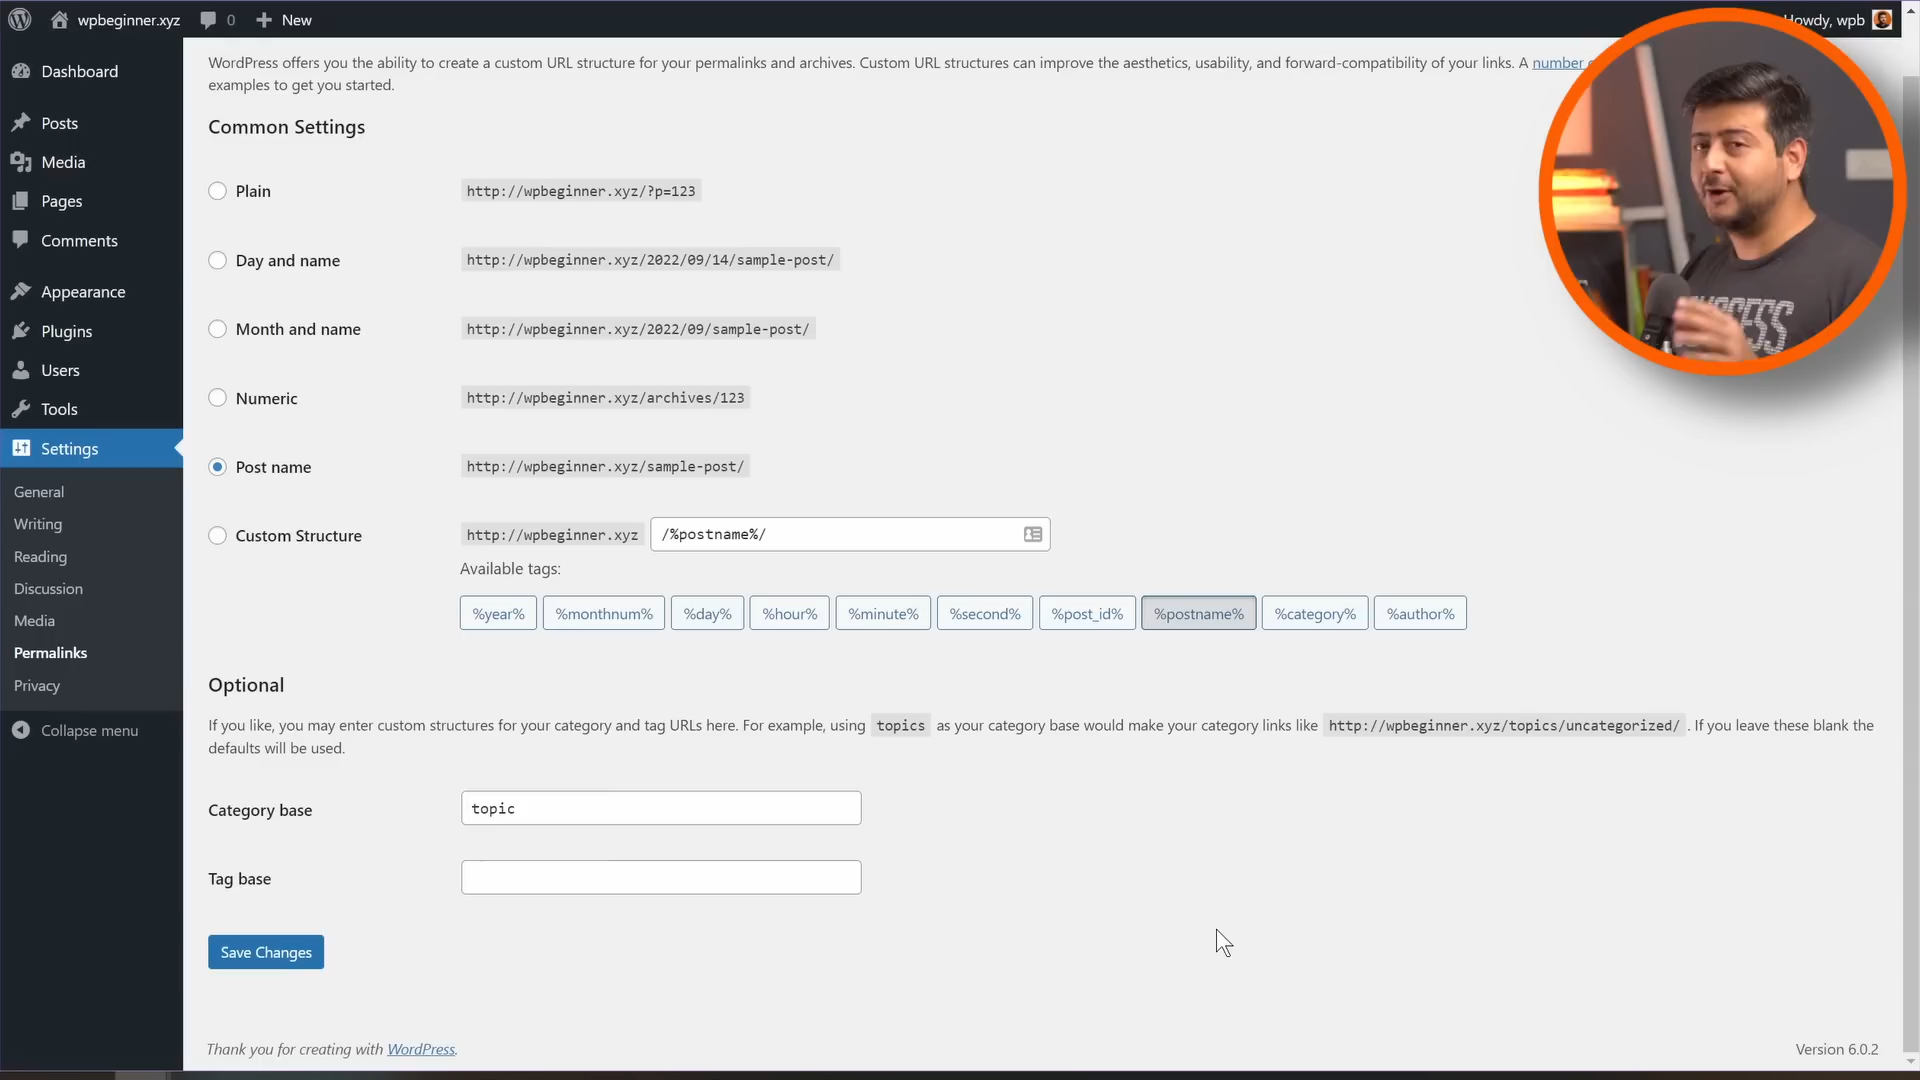 wpbeginner.xyz
0
New
Howdy, wpb
Dashboard
Posts
Media
Pages
Comments
Appearance
Plugins
Users
Tools
Settings
General
Writing
Reading
Discussion
Media
Permalinks
Privacy
Collapse menu
WordPress offers you the ability to create a custom URL structure for your permalinks and archives. Custom URL structures can improve the aesthetics, usability, and forward-compatibility of your links. A number
examples to get you started.
Common Settings
Plain
http://wpbeginner.xyz/?p=123
Day and name
http://wpbeginner.xyz/2022/09/14/sample-post/
Month and name
http://wpbeginner.xyz/2022/09/sample-post/
Numeric
http://wpbeginner.xyz/archives/123
Post name
http://wpbeginner.xyz/sample-post/
Custom Structure
http://wpbeginner.xyz
/%postname%/
Available tags:
%year% %monthnum% %day% %hour% %minute% %second% %post_id% %postname% %category% %author%
Optional
If you like, you may enter custom structures for your category and tag URLs here. For example, using topics as your category base would make your category links like http://wpbeginner.xyz/topics/uncategorized/ . If you leave these blank the
defaults will be used.
Category base
topic
Tag base
Save Changes
Thank you for creating with WordPress.
Version 6.0.2